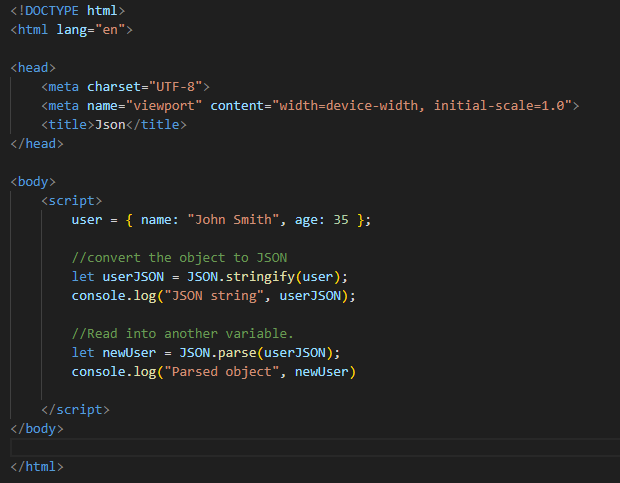 <!DOCTYPE html>
<html lang="en">
<head>
<meta charset="UTF-8">
<meta name="viewport" content="width=device-width, initial-scale=1.0">
<title>Json</title>
</head>
<body>
<script>
user = { name: "John Smith", age: 35 };
//convert the object to JSON
let userJSON = JSON.stringify(user);
console.log("JSON string", userJSON);
//Read into another variable.
let newUser = JSON.parse(userJSON);
console.log("Parsed object", newUser)
</script>
</body>
</html>